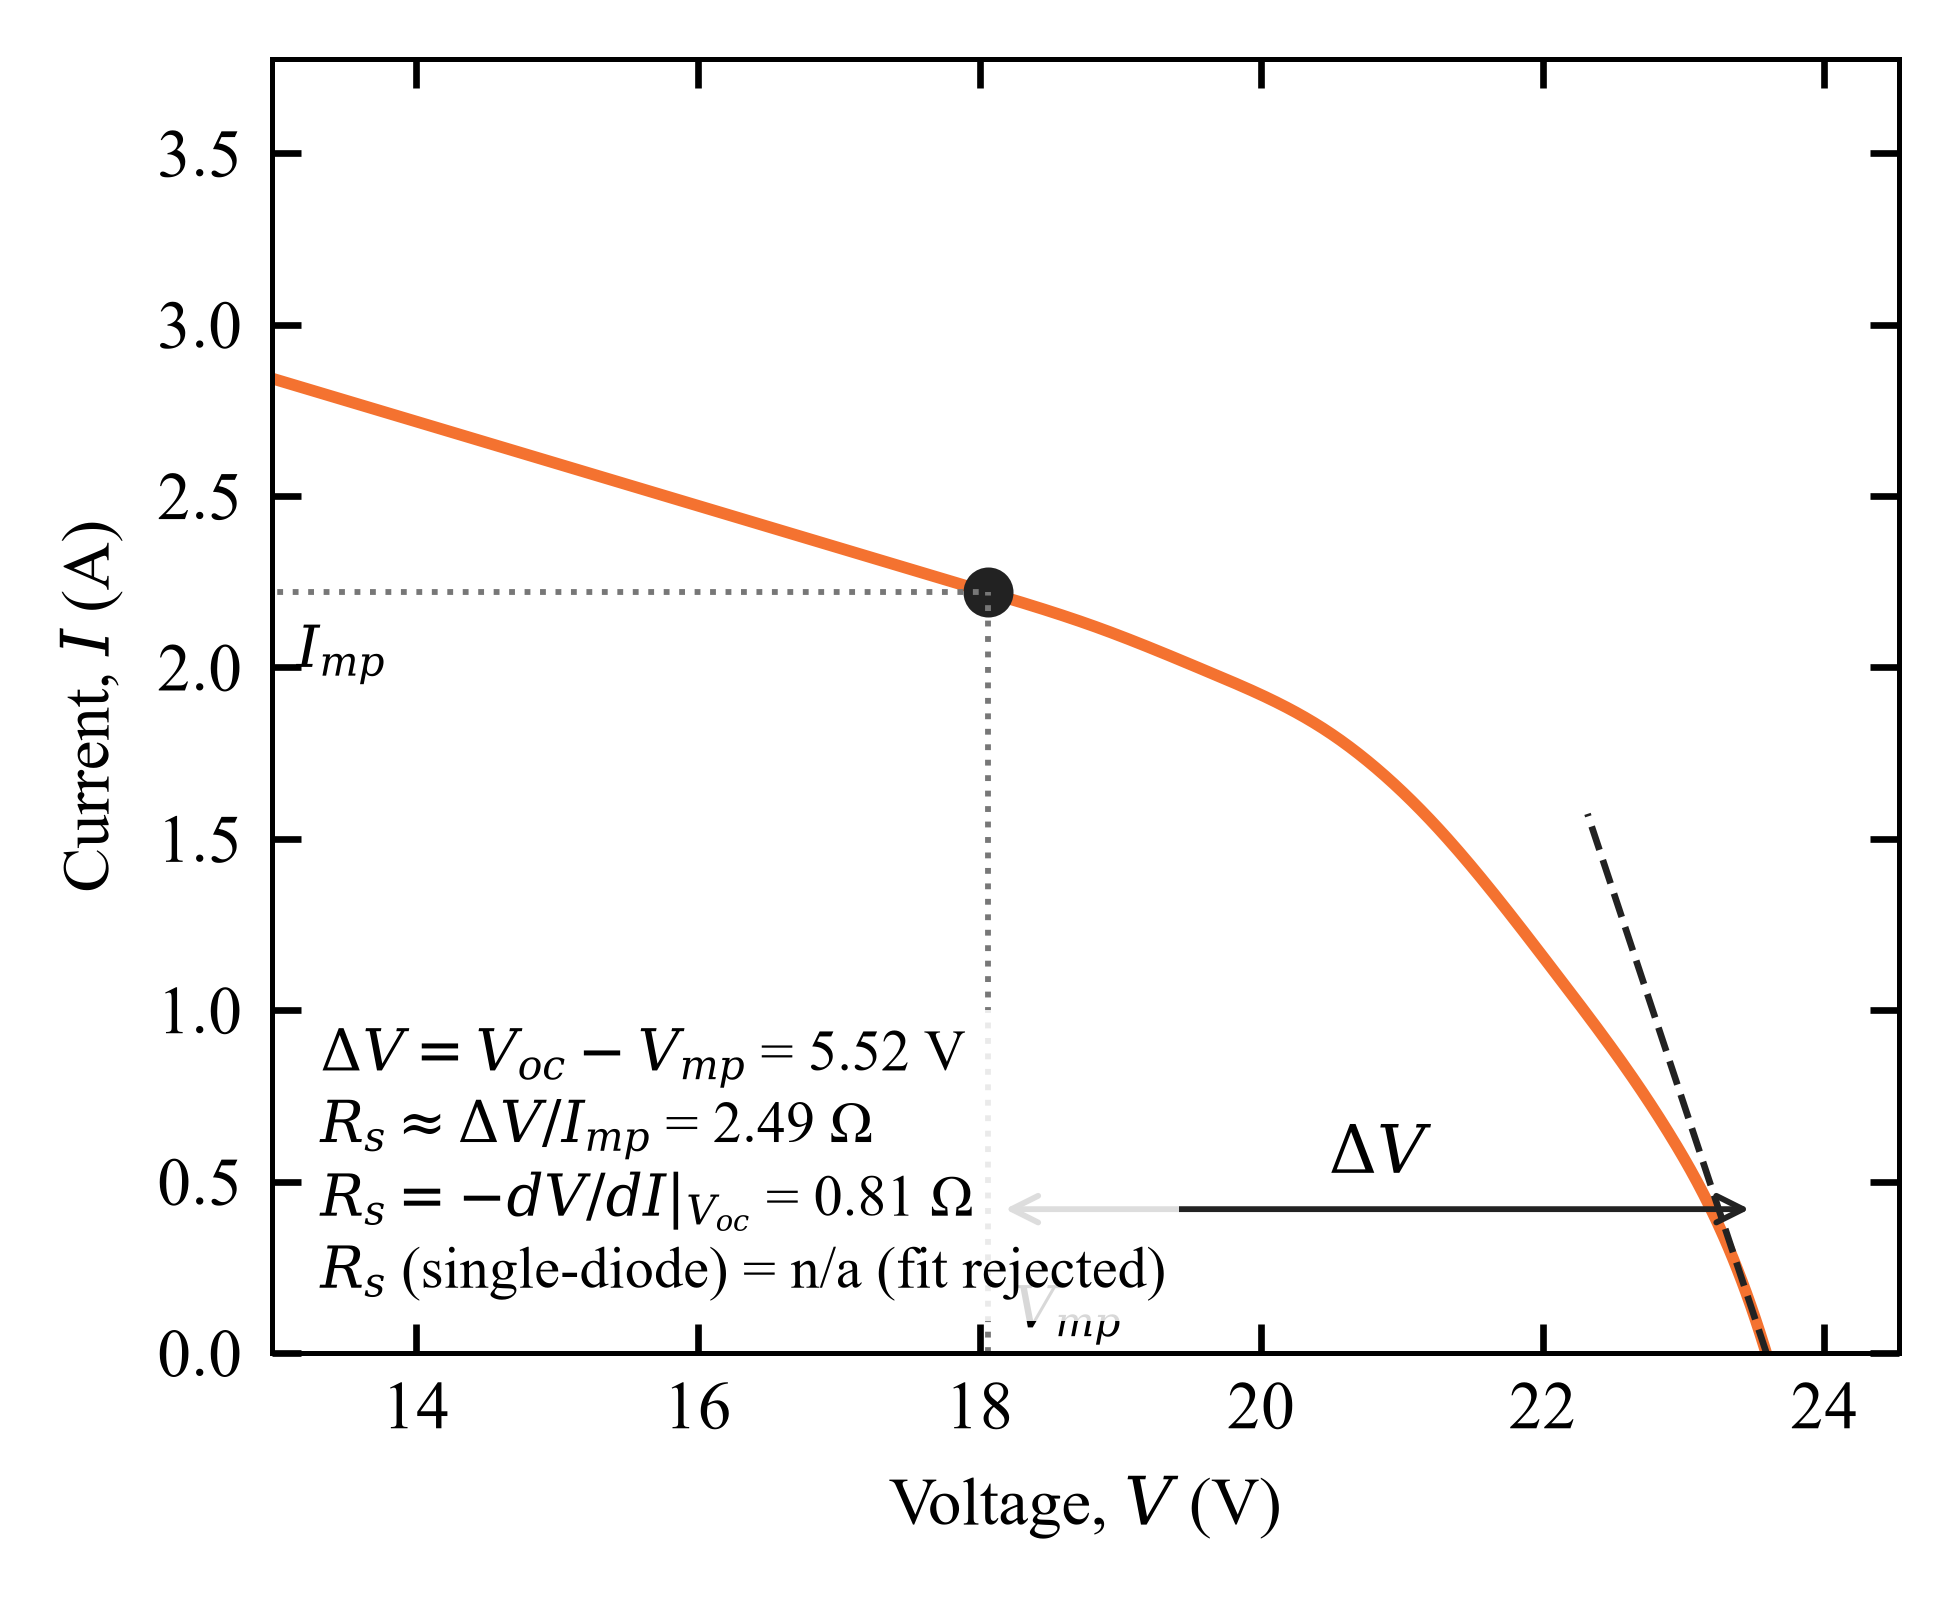 3.5
3.0
2.5
2.0
1.5
1.0
0.5
0.0
Current, I (A)
I_mp
ΔV = V_oc − V_mp = 5.52 V
R_s ≈ ΔV/I_mp = 2.49 Ω
R_s = −dV/dI|_V_oc = 0.81 Ω
R_s (single-diode) = n/a (fit rejected)
ΔV
V_mp
14 16 18 20 22 24
Voltage, V (V)